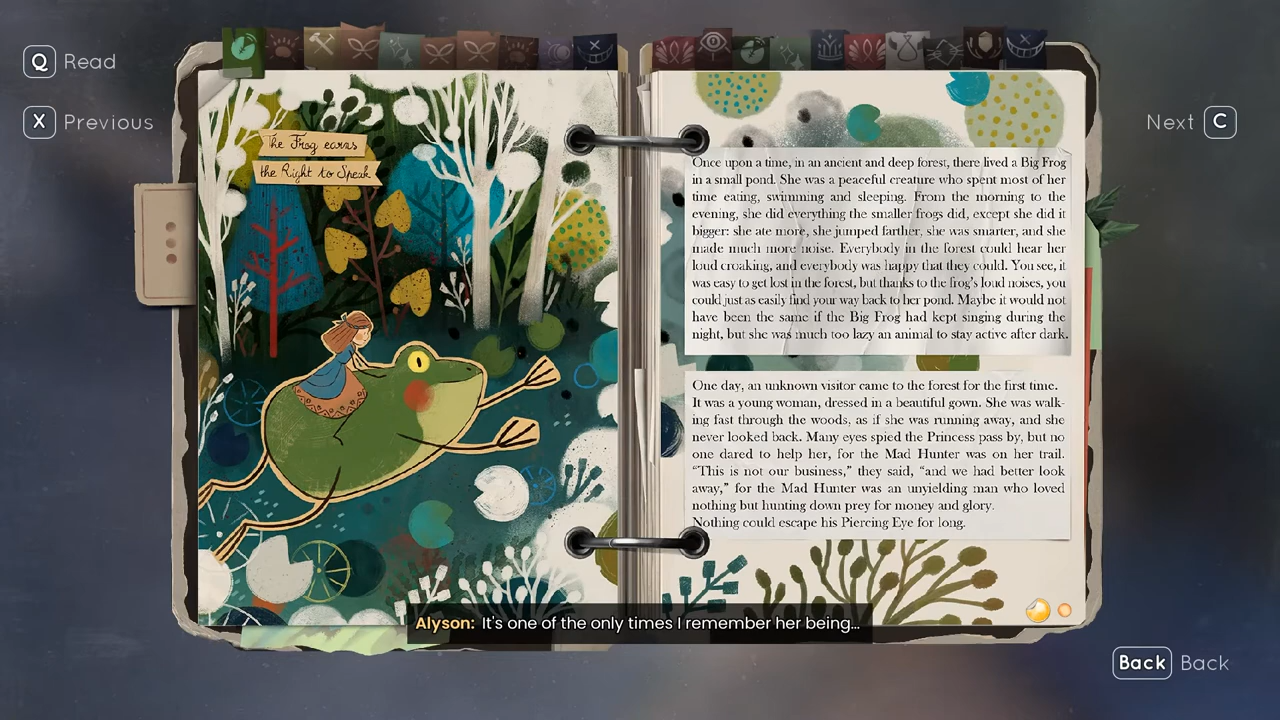 Q Read
X Previous
Next C
The Frog earns
the Right to Speak
Once upon a time, in an ancient and deep forest, there lived a Big Frog
in a small pond. She was a peaceful creature who spent most of her
time eating, swimming and sleeping. From the morning to the
evening, she did everything the smaller frogs did, except she did it
bigger: she ate more, she jumped farther, she was smarter, and she
made much more noise. Everybody in the forest could hear her
loud croaking, and everybody was happy that they could. You see, it
was easy to get lost in the forest, but thanks to the frog's loud noises, you
could just as easily find your way back to her pond. Maybe it would not
have been the same if the Big Frog had kept singing during the
night, but she was much too lazy an animal to stay active after dark.
One day, an unknown visitor came to the forest for the first time.
It was a young woman, dressed in a beautiful gown. She was walk-
ing fast through the woods, as if she was running away, and she
never looked back. Many eyes spied the Princess pass by, but no
one dared to help her, for the Mad Hunter was on her trail.
“This is not our business,” they said, “and we had better look
away,” for the Mad Hunter was an unyielding man who loved
nothing but hunting down prey for money and glory.
Nothing could escape his Piercing Eye for long.
Alyson: It's one of the only times I remember her being...
Back Back